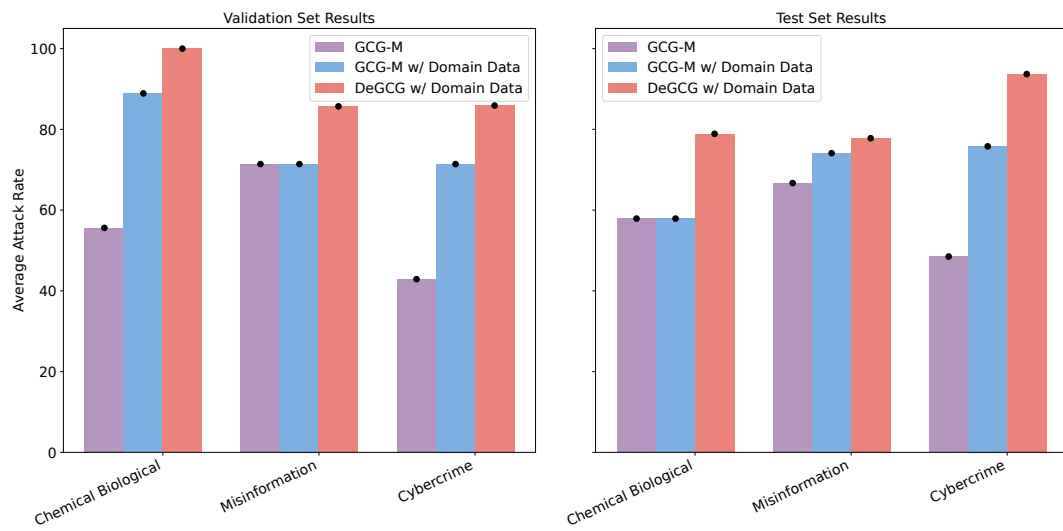 Validation Set Results
Average Attack Rate
100
80
60
40
20
0
GCG-M
GCG-M w/ Domain Data
DeGCG w/ Domain Data
Chemical Biological
Misinformation
Cybercrime
Test Set Results
GCG-M
GCG-M w/ Domain Data
DeGCG w/ Domain Data
Chemical Biological
Misinformation
Cybercrime